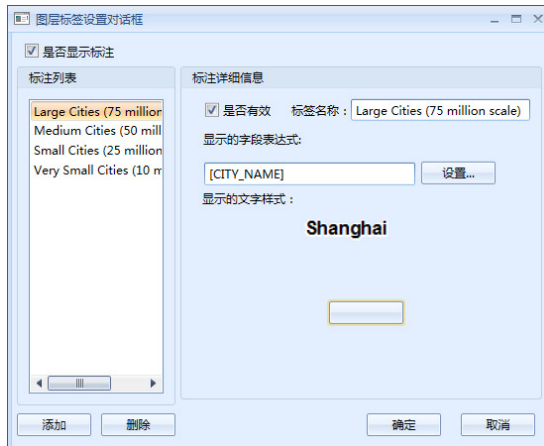 图层标签设置对话框
是否显示标注
标注列表
Large Cities (75 million
Medium Cities (50 mill
Small Cities (25 million
Very Small Cities (10 m
标注详细信息
是否有效 标签名称： Large Cities (75 million scale)
显示的字段表达式:
[CITY_NAME] 设置...
显示的文字样式：
Shanghai
添加 删除 确定 取消